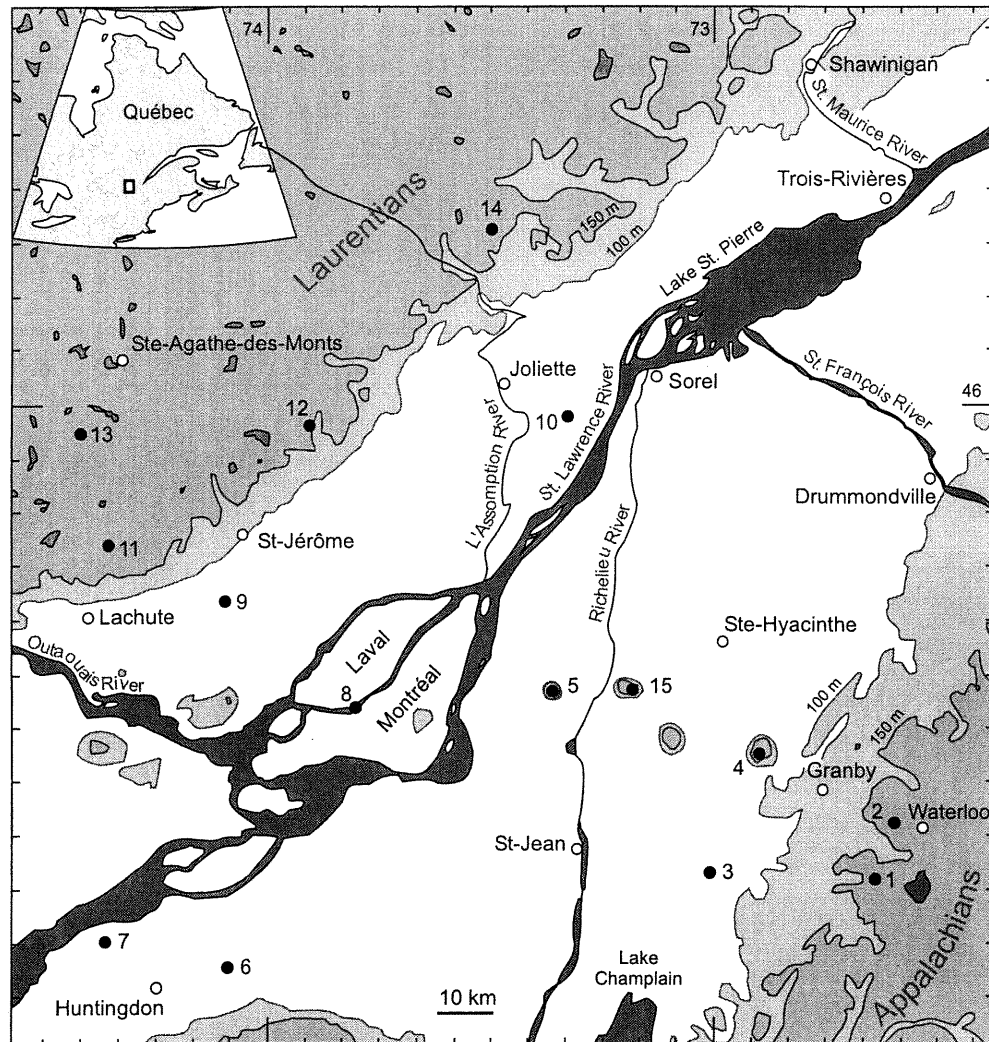 74
73
Québec
Shawinigan
St. Maurice River
Trois-Rivières
14
Laurentians
150 m
100 m
Lake St. Pierre
Ste-Agathe-des-Monts
Joliette
Sorel
St. François River
46
12
13
10
L'Assomption River
St. Lawrence River
Drummondville
11
St-Jérôme
Richelieu River
9
Lachute
Ste-Hyacinthe
Outaouais River
Laval
8
Montréal
5
15
100 m
150 m
4
Granby
2
Waterloo
St-Jean
3
1
7
6
Lake
Champlain
Appalachians
Huntingdon
10 km